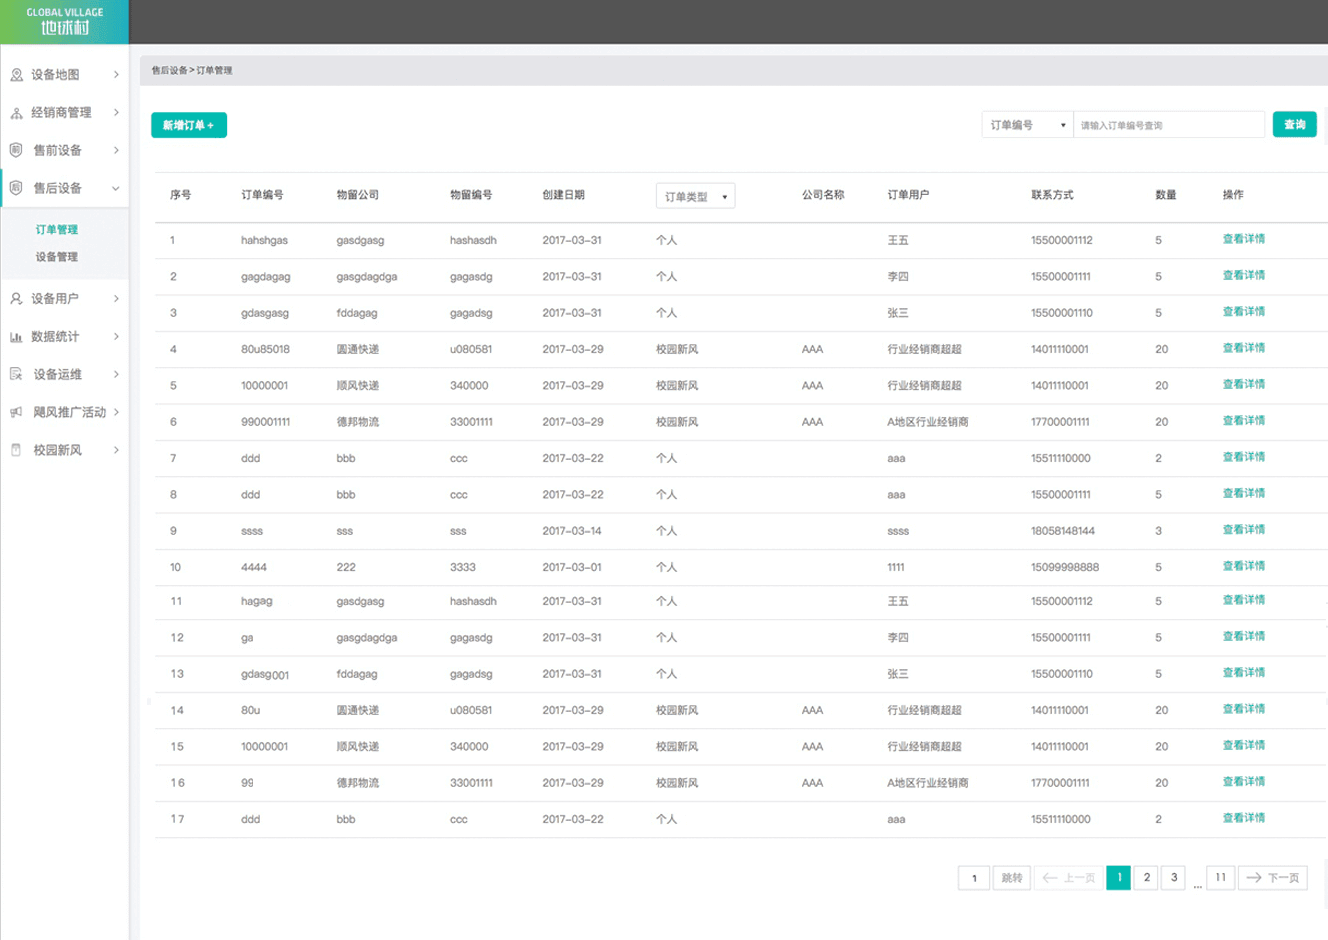 GLOBAL VILLAGE
地球村
设备地图
经销商管理
售前设备
售后设备
订单管理
设备管理
设备用户
数据统计
设备运维
飓风推广活动
校园新风
售后设备 > 订单管理
新增订单 +
订单编号 请输入订单编号查询 查询
序号 订单编号 物留公司 物留编号 创建日期 订单类型 公司名称 订单用户 联系方式 数量 操作
1 hahshgas gasdgasg hashasdh 2017-03-31 个人 王五 15500001112 5 查看详情
2 gagdagag gasgdagdga gagasdg 2017-03-31 个人 李四 15500001111 5 查看详情
3 gdasgasg fddagag gagadsg 2017-03-31 个人 张三 15500001110 5 查看详情
4 80u85018 圆通快递 u080581 2017-03-29 校园新风 AAA 行业经销商超超 14011110001 20 查看详情
5 10000001 顺风快递 340000 2017-03-29 校园新风 AAA 行业经销商超超 14011110001 20 查看详情
6 990001111 德邦物流 33001111 2017-03-29 校园新风 AAA A地区行业经销商 17700001111 20 查看详情
7 ddd bbb ccc 2017-03-22 个人 aaa 15511110000 2 查看详情
8 ddd bbb ccc 2017-03-22 个人 aaa 15500001111 5 查看详情
9 ssss sss sss 2017-03-14 个人 ssss 18058148144 3 查看详情
10 4444 222 3333 2017-03-01 个人 1111 15099998888 5 查看详情
11 hagag gasdgasg hashasdh 2017-03-31 个人 王五 15500001112 5 查看详情
12 ga gasgdagdga gagasdg 2017-03-31 个人 李四 15500001111 5 查看详情
13 gdasg001 fddagag gagadsg 2017-03-31 个人 张三 15500001110 5 查看详情
14 80u 圆通快递 u080581 2017-03-29 校园新风 AAA 行业经销商超超 14011110001 20 查看详情
15 10000001 顺风快递 340000 2017-03-29 校园新风 AAA 行业经销商超超 14011110001 20 查看详情
16 99 德邦物流 33001111 2017-03-29 校园新风 AAA A地区行业经销商 17700001111 20 查看详情
17 ddd bbb ccc 2017-03-22 个人 aaa 15511110000 2 查看详情
1 跳转 上一页 1 2 3 ... 11 下一页